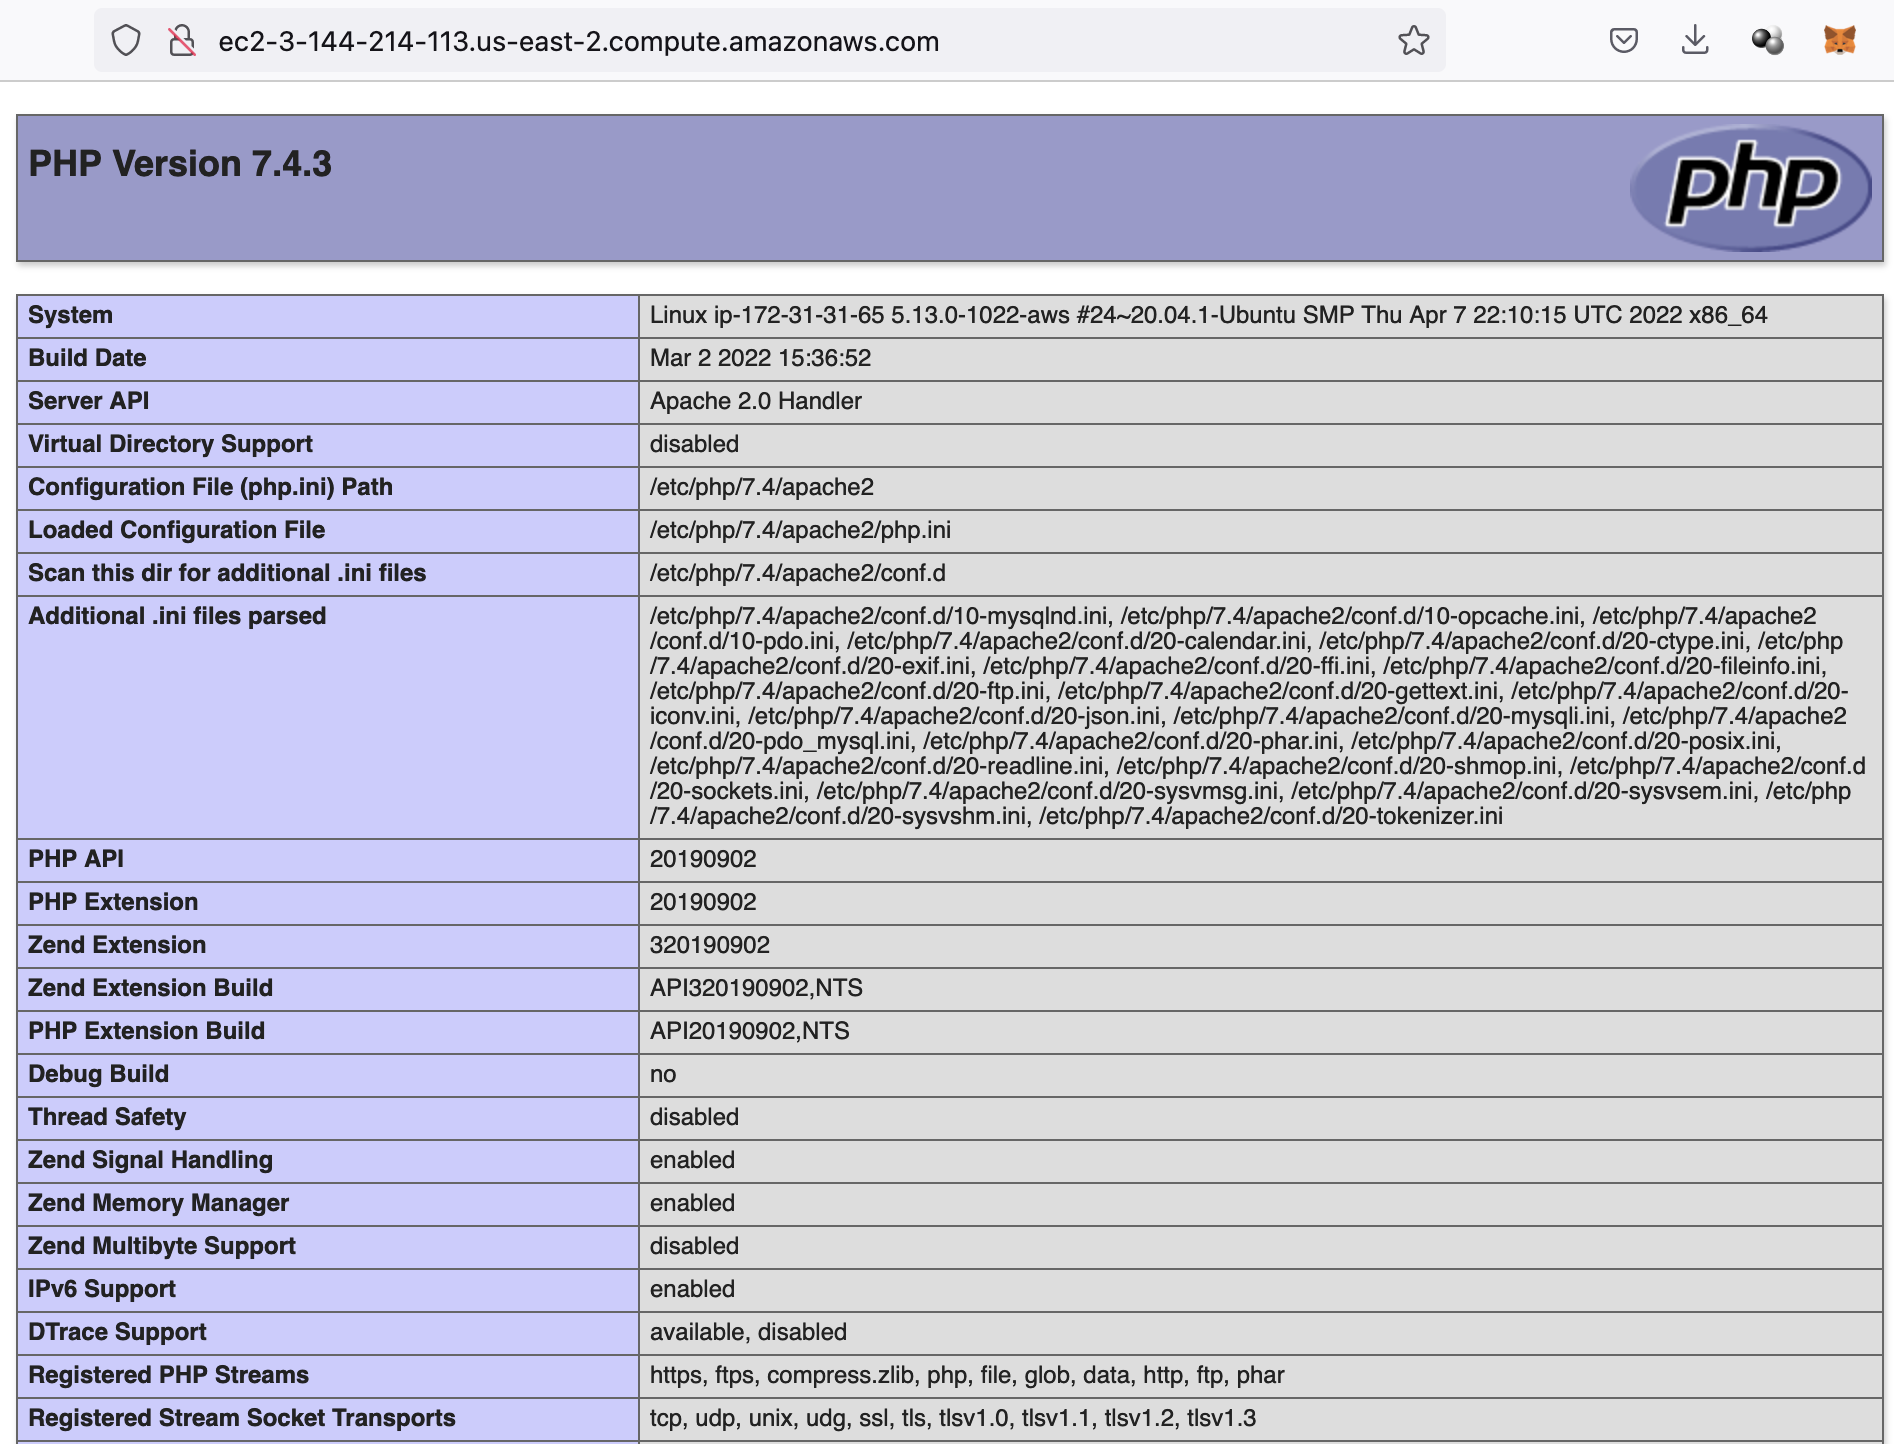 ec2-3-144-214-113.us-east-2.compute.amazonaws.com
PHP Version 7.4.3
php
System Linux ip-172-31-31-65 5.13.0-1022-aws #24~20.04.1-Ubuntu SMP Thu Apr 7 22:10:15 UTC 2022 x86_64
Build Date Mar 2 2022 15:36:52
Server API Apache 2.0 Handler
Virtual Directory Support disabled
Configuration File (php.ini) Path /etc/php/7.4/apache2
Loaded Configuration File /etc/php/7.4/apache2/php.ini
Scan this dir for additional .ini files /etc/php/7.4/apache2/conf.d
Additional .ini files parsed /etc/php/7.4/apache2/conf.d/10-mysqlnd.ini, /etc/php/7.4/apache2/conf.d/10-opcache.ini, /etc/php/7.4/apache2
/conf.d/10-pdo.ini, /etc/php/7.4/apache2/conf.d/20-calendar.ini, /etc/php/7.4/apache2/conf.d/20-ctype.ini, /etc/php
/7.4/apache2/conf.d/20-exif.ini, /etc/php/7.4/apache2/conf.d/20-ffi.ini, /etc/php/7.4/apache2/conf.d/20-fileinfo.ini,
/etc/php/7.4/apache2/conf.d/20-ftp.ini, /etc/php/7.4/apache2/conf.d/20-gettext.ini, /etc/php/7.4/apache2/conf.d/20-
iconv.ini, /etc/php/7.4/apache2/conf.d/20-json.ini, /etc/php/7.4/apache2/conf.d/20-mysqli.ini, /etc/php/7.4/apache2
/conf.d/20-pdo_mysql.ini, /etc/php/7.4/apache2/conf.d/20-phar.ini, /etc/php/7.4/apache2/conf.d/20-posix.ini,
/etc/php/7.4/apache2/conf.d/20-readline.ini, /etc/php/7.4/apache2/conf.d/20-shmop.ini, /etc/php/7.4/apache2/conf.d
/20-sockets.ini, /etc/php/7.4/apache2/conf.d/20-sysvmsg.ini, /etc/php/7.4/apache2/conf.d/20-sysvsem.ini, /etc/php
/7.4/apache2/conf.d/20-sysvshm.ini, /etc/php/7.4/apache2/conf.d/20-tokenizer.ini
PHP API 20190902
PHP Extension 20190902
Zend Extension 320190902
Zend Extension Build API320190902,NTS
PHP Extension Build API20190902,NTS
Debug Build no
Thread Safety disabled
Zend Signal Handling enabled
Zend Memory Manager enabled
Zend Multibyte Support disabled
IPv6 Support enabled
DTrace Support available, disabled
Registered PHP Streams https, ftps, compress.zlib, php, file, glob, data, http, ftp, phar
Registered Stream Socket Transports tcp, udp, unix, udg, ssl, tls, tlsv1.0, tlsv1.1, tlsv1.2, tlsv1.3